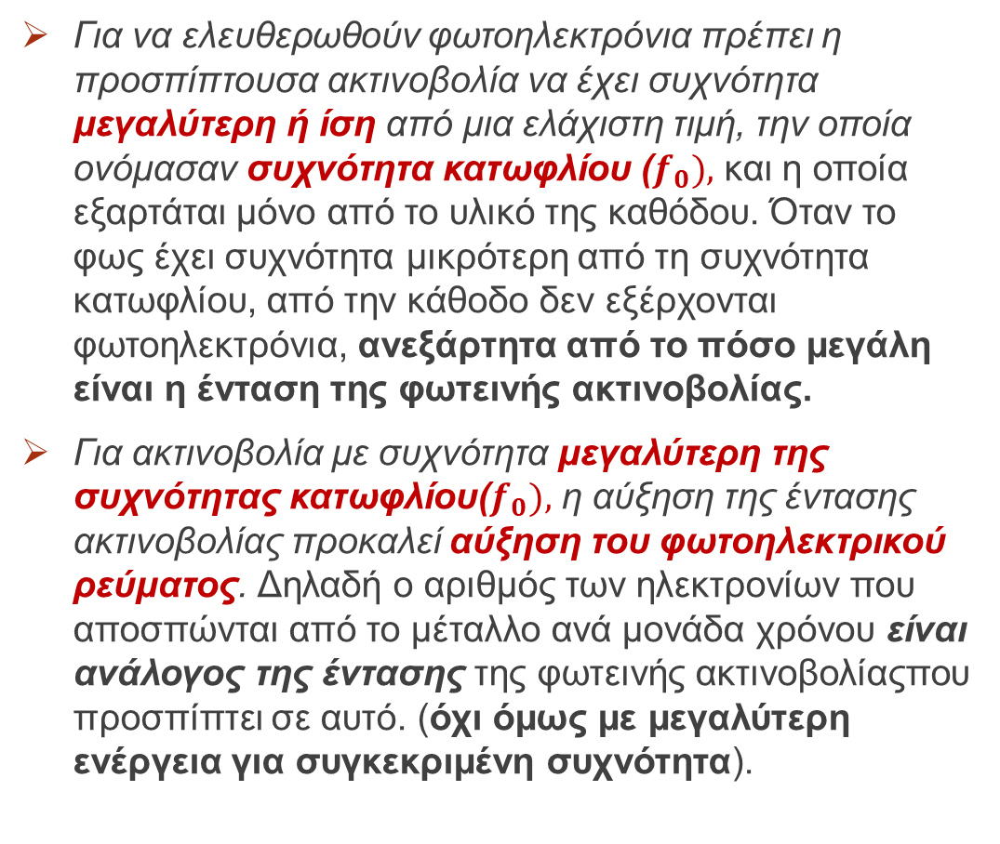 ➢ Για να ελευθερωθούν φωτοηλεκτρόνια πρέπει η
προσπίπτουσα ακτινοβολία να έχει συχνότητα
μεγαλύτερη ή ίση από μια ελάχιστη τιμή, την οποία
ονόμασαν συχνότητα κατωφλίου (f₀), και η οποία
εξαρτάται μόνο από το υλικό της καθόδου. Όταν το
φως έχει συχνότητα μικρότερη από τη συχνότητα
κατωφλίου, από την κάθοδο δεν εξέρχονται
φωτοηλεκτρόνια, ανεξάρτητα από το πόσο μεγάλη
είναι η ένταση της φωτεινής ακτινοβολίας.
➢ Για ακτινοβολία με συχνότητα μεγαλύτερη της
συχνότητας κατωφλίου(f₀), η αύξηση της έντασης
ακτινοβολίας προκαλεί αύξηση του φωτοηλεκτρικού
ρεύματος. Δηλαδή ο αριθμός των ηλεκτρονίων που
αποσπώνται από το μέταλλο ανά μονάδα χρόνου είναι
ανάλογος της έντασης της φωτεινής ακτινοβολίαςπου
προσπίπτει σε αυτό. (όχι όμως με μεγαλύτερη
ενέργεια για συγκεκριμένη συχνότητα).